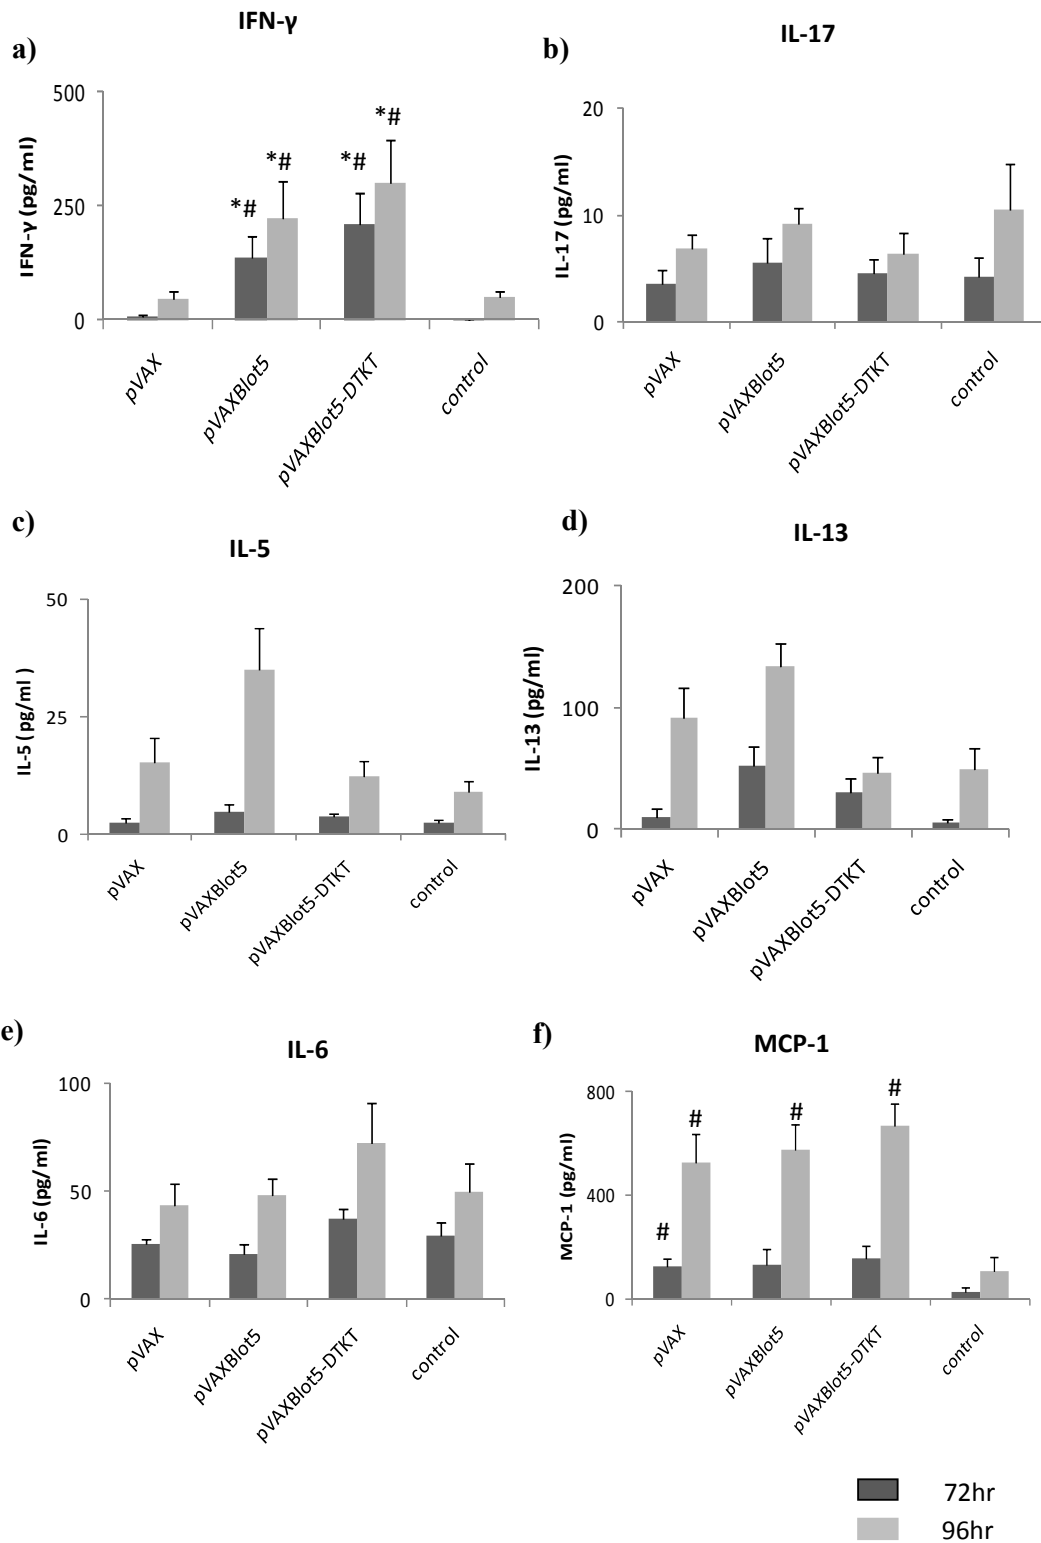 a)
IFN-γ
IFN-γ (pg/ml)
500
250
0
*#
*#
*#
*#
pVAX
pVAXBlot5
pVAXBlot5-DTKT
control
b)
IL-17
IL-17 (pg/ml)
20
10
0
pVAX
pVAXBlot5
pVAXBlot5-DTKT
control
c)
IL-5
IL-5 (pg/ml )
50
25
0
pVAX
pVAXBlot5
pVAXBlot5-DTKT
control
d)
IL-13
IL-13 (pg/ml)
200
100
0
pVAX
pVAXBlot5
pVAXBlot5-DTKT
control
e)
IL-6
IL-6 (pg/ml)
100
50
0
pVAX
pVAXBlot5
pVAXBlot5-DTKT
control
f)
MCP-1
MCP-1 (pg/ml)
800
400
0
#
#
#
#
pVAX
pVAXBlot5
pVAXBlot5-DTKT
control
72hr
96hr